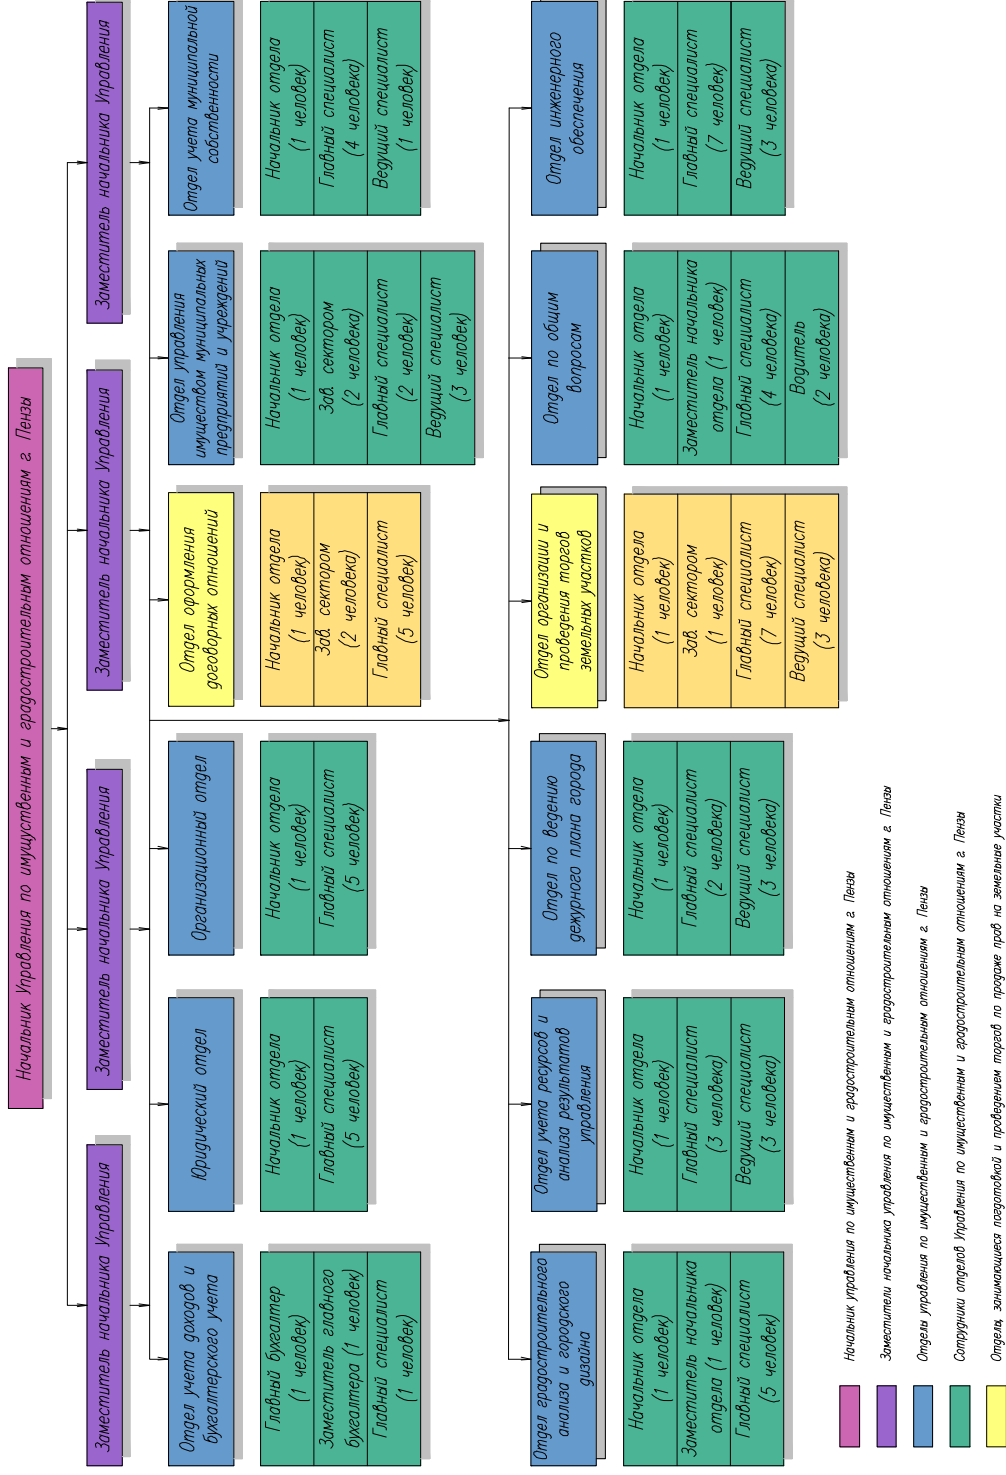 Начальник Управления по имущественным и градостроительным отношениям г. Пензы
Заместитель начальника Управления
Заместитель начальника Управления
Заместитель начальника Управления
Заместитель начальника Управления
Отдел учета доходов и
бухгалтерского учета
Главный бухгалтер
(1 человек)
Заместитель главного
бухгалтера (1 человек)
Главный специалист
(1 человек)
Юридический отдел
Начальник отдела
(1 человек)
Главный специалист
(5 человек)
Организационный отдел
Начальник отдела
(1 человек)
Главный специалист
(5 человек)
Отдел оформления
договорных отношений
Начальник отдела
(1 человек)
Зав. сектором
(2 человека)
Главный специалист
(5 человек)
Отдел управления
имуществом муниципальных
предприятий и учреждений
Начальник отдела
(1 человек)
Зав. сектором
(2 человека)
Главный специалист
(2 человек)
Ведущий специалист
(3 человек)
Отдел учета муниципальной
собственности
Начальник отдела
(1 человек)
Главный специалист
(4 человека)
Ведущий специалист
(1 человек)
Отдел градостроительного
анализа и городского
дизайна
Начальник отдела
(1 человек)
Заместитель начальника
отдела (1 человек)
Главный специалист
(5 человек)
Отдел учета ресурсов и
анализа результатов
управления
Начальник отдела
(1 человек)
Главный специалист
(3 человека)
Ведущий специалист
(3 человека)
Отдел по ведению
дежурного плана города
Начальник отдела
(1 человек)
Главный специалист
(2 человека)
Ведущий специалист
(3 человека)
Отдел организации и
проведения торгов
земельных участков
Начальник отдела
(1 человек)
Зав. сектором
(1 человек)
Главный специалист
(7 человек)
Ведущий специалист
(3 человека)
Отдел по общим
вопросам
Начальник отдела
(1 человек)
Заместитель начальника
отдела (1 человек)
Главный специалист
(4 человека)
Водитель
(2 человека)
Отдел инженерного
обеспечения
Начальник отдела
(1 человек)
Главный специалист
(7 человек)
Ведущий специалист
(3 человека)
Начальник управления по имущественным и градостроительным отношениям г. Пензы
Заместители начальника управления по имущественным и градостроительным отношениям г. Пензы
Отделы управления по имущественным и градостроительным отношениям г. Пензы
Сотрудники отделов Управления по имущественным и градостроительным отношениям г. Пензы
Отделы, занимающиеся подготовкой и проведением торгов по продаже прав на земельные участки